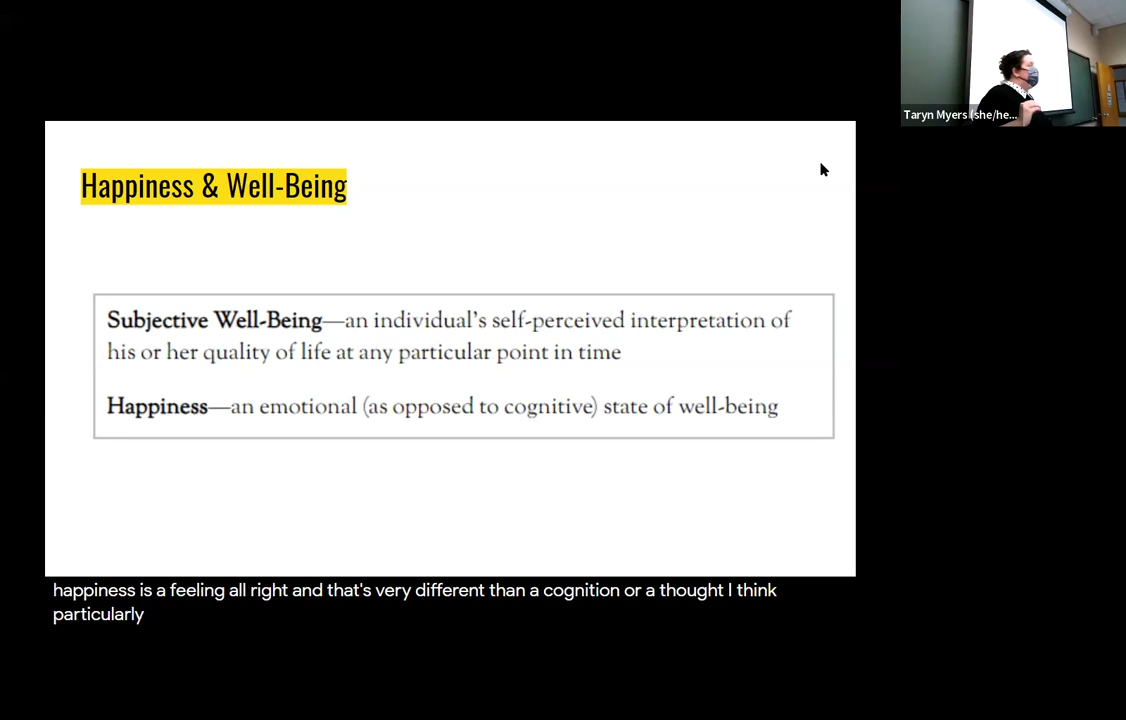 Taryn Myers (she/he...
Happiness & Well-Being
Subjective Well-Being—an individual's self-perceived interpretation of
his or her quality of life at any particular point in time
Happiness—an emotional (as opposed to cognitive) state of well-being
happiness is a feeling all right and that's very different than a cognition or a thought I think
particularly